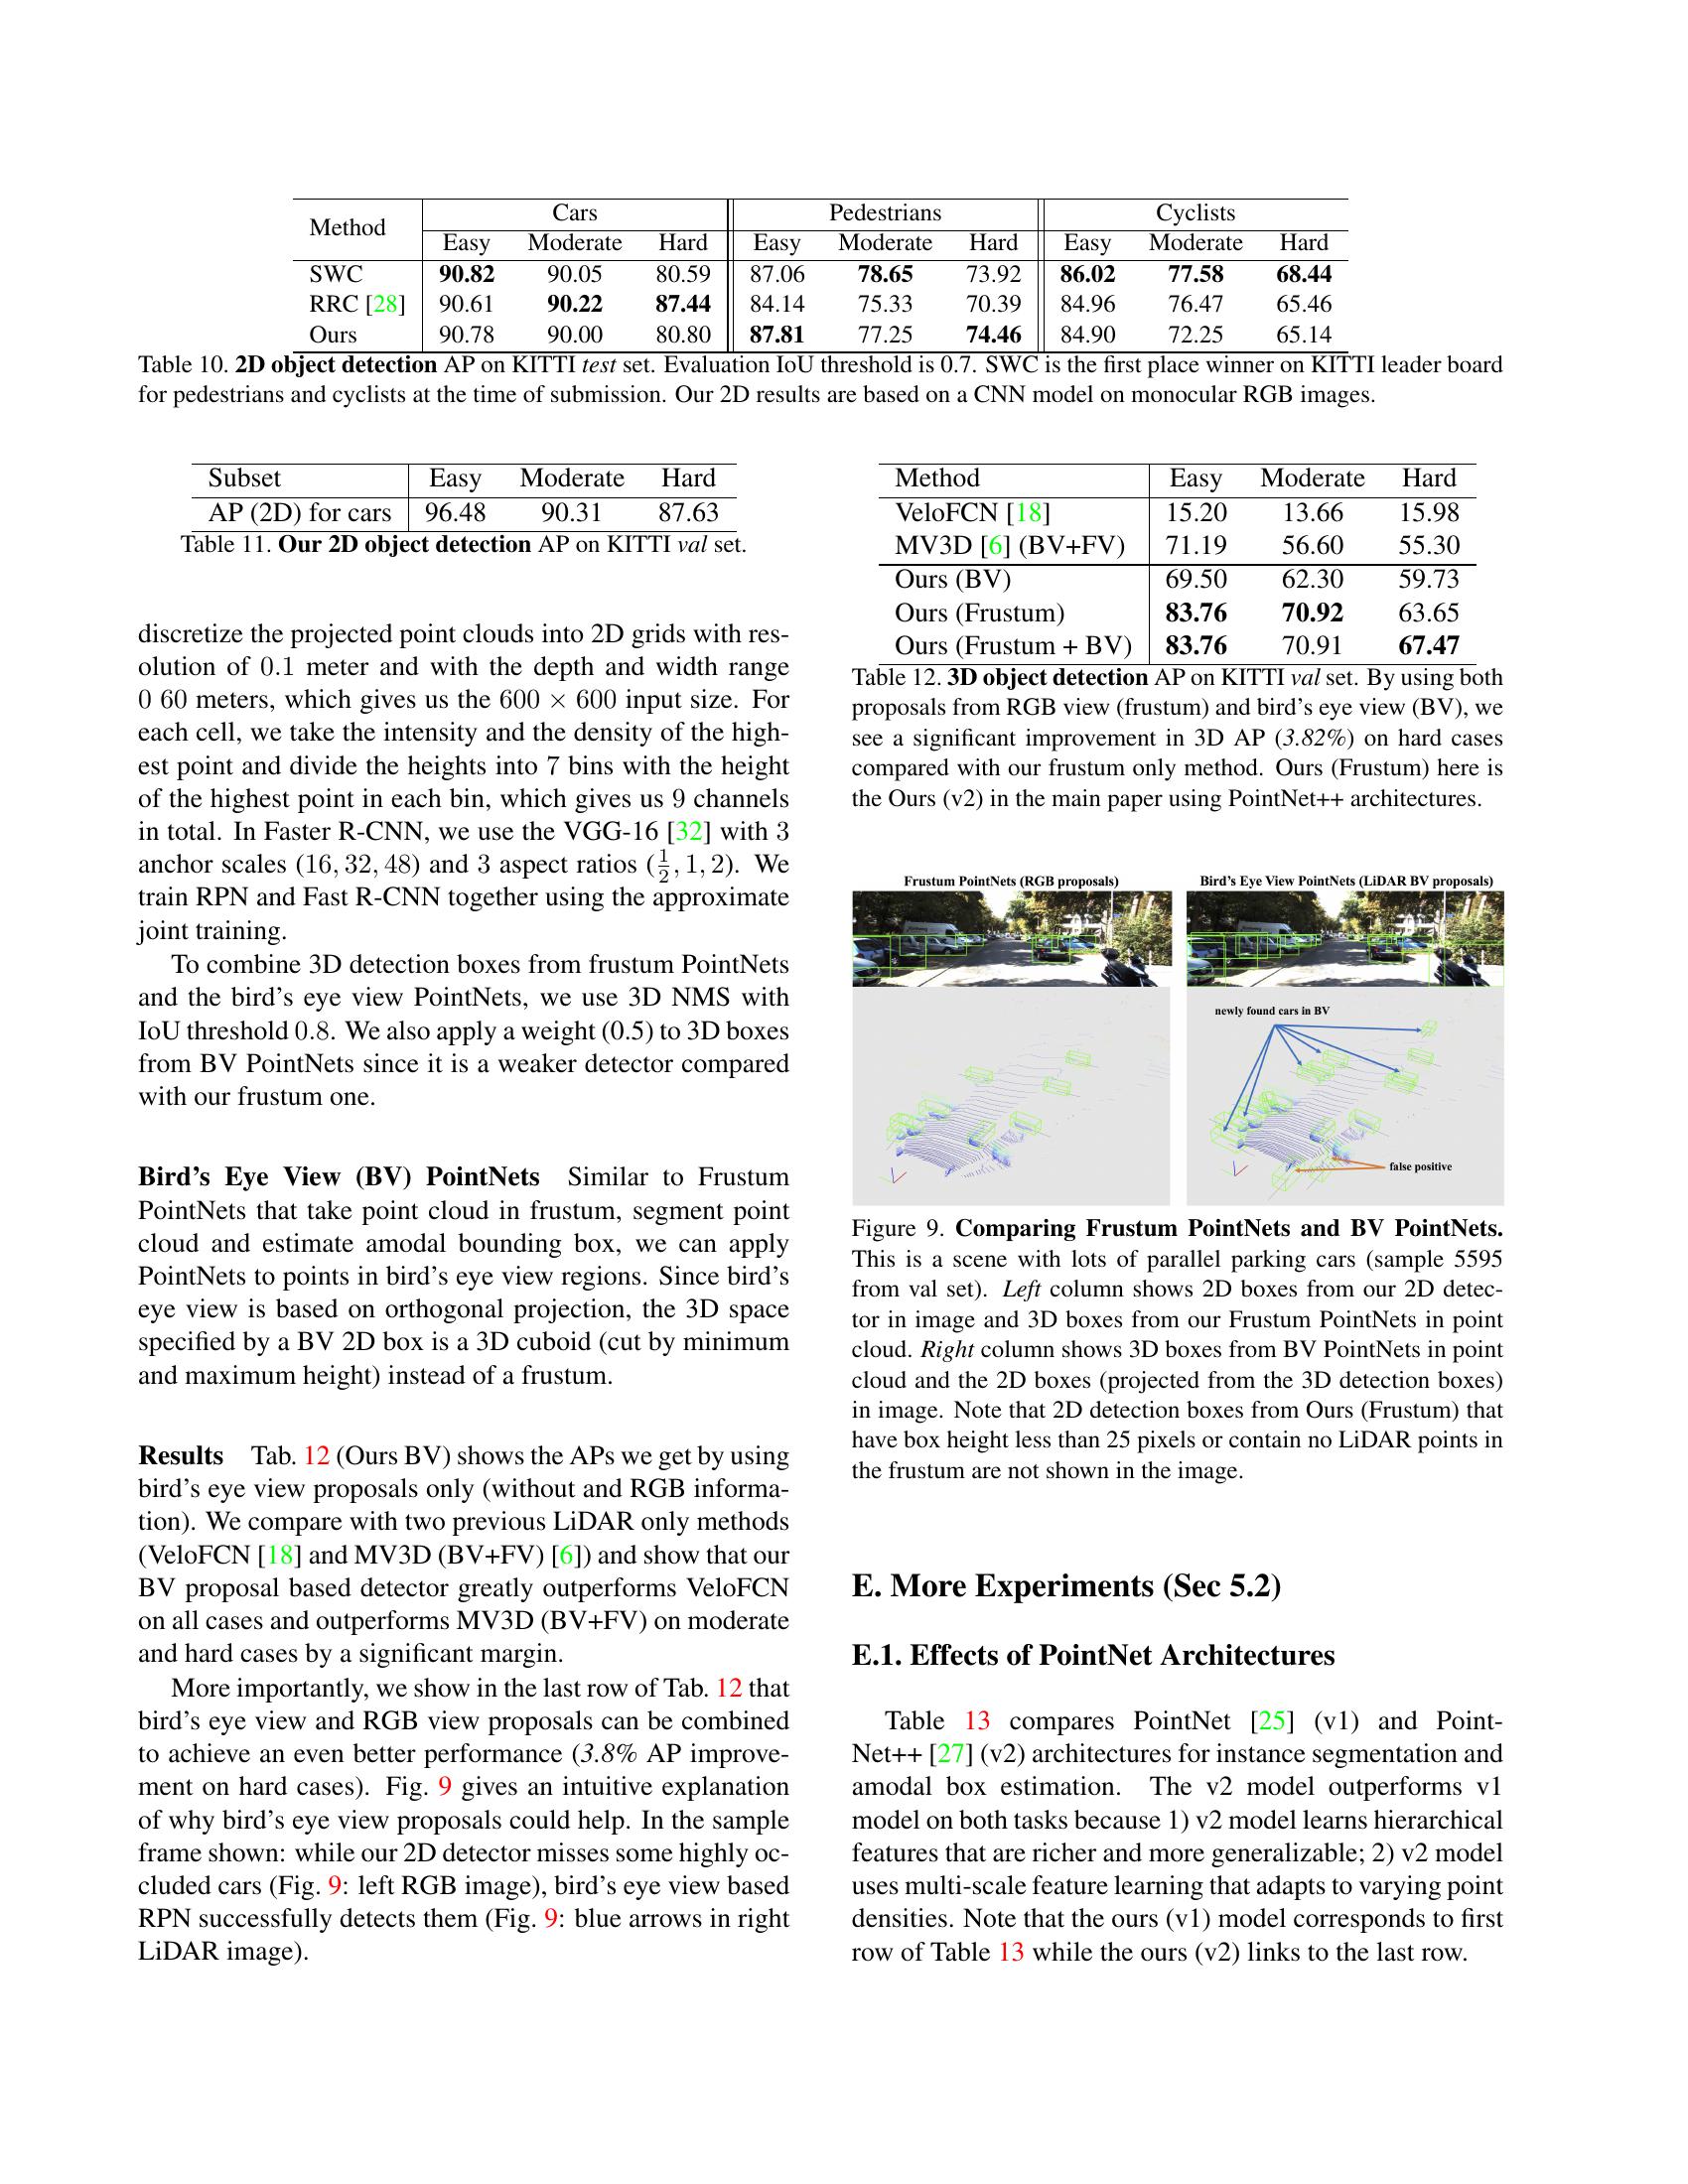 Method Cars Pedestrians Cyclists
Easy Moderate Hard Easy Moderate Hard Easy Moderate Hard
SWC 90.82 90.05 80.59 87.06 78.65 73.92 86.02 77.58 68.44
RRC [28] 90.61 90.22 87.44 84.14 75.33 70.39 84.96 76.47 65.46
Ours 90.78 90.00 80.80 87.81 77.25 74.46 84.90 72.25 65.14
Table 10. 2D object detection AP on KITTI test set. Evaluation IoU threshold is 0.7. SWC is the first place winner on KITTI leader board
for pedestrians and cyclists at the time of submission. Our 2D results are based on a CNN model on monocular RGB images.
Subset Easy Moderate Hard
AP (2D) for cars 96.48 90.31 87.63
Table 11. Our 2D object detection AP on KITTI val set.
discretize the projected point clouds into 2D grids with res-
olution of 0.1 meter and with the depth and width range
0 60 meters, which gives us the 600 × 600 input size. For
each cell, we take the intensity and the density of the high-
est point and divide the heights into 7 bins with the height
of the highest point in each bin, which gives us 9 channels
in total. In Faster R-CNN, we use the VGG-16 [32] with 3
anchor scales (16, 32, 48) and 3 aspect ratios (1/2, 1, 2). We
train RPN and Fast R-CNN together using the approximate
joint training.
To combine 3D detection boxes from frustum PointNets
and the bird's eye view PointNets, we use 3D NMS with
IoU threshold 0.8. We also apply a weight (0.5) to 3D boxes
from BV PointNets since it is a weaker detector compared
with our frustum one.
Bird's Eye View (BV) PointNets Similar to Frustum
PointNets that take point cloud in frustum, segment point
cloud and estimate amodal bounding box, we can apply
PointNets to points in bird's eye view regions. Since bird's
eye view is based on orthogonal projection, the 3D space
specified by a BV 2D box is a 3D cuboid (cut by minimum
and maximum height) instead of a frustum.
Results Tab. 12 (Ours BV) shows the APs we get by using
bird's eye view proposals only (without and RGB informa-
tion). We compare with two previous LiDAR only methods
(VeloFCN [18] and MV3D (BV+FV) [6]) and show that our
BV proposal based detector greatly outperforms VeloFCN
on all cases and outperforms MV3D (BV+FV) on moderate
and hard cases by a significant margin.
More importantly, we show in the last row of Tab. 12 that
bird's eye view and RGB view proposals can be combined
to achieve an even better performance (3.8% AP improve-
ment on hard cases). Fig. 9 gives an intuitive explanation
of why bird's eye view proposals could help. In the sample
frame shown: while our 2D detector misses some highly oc-
cluded cars (Fig. 9: left RGB image), bird's eye view based
RPN successfully detects them (Fig. 9: blue arrows in right
LiDAR image).
Method Easy Moderate Hard
VeloFCN [18] 15.20 13.66 15.98
MV3D [6] (BV+FV) 71.19 56.60 55.30
Ours (BV) 69.50 62.30 59.73
Ours (Frustum) 83.76 70.92 63.65
Ours (Frustum + BV) 83.76 70.91 67.47
Table 12. 3D object detection AP on KITTI val set. By using both
proposals from RGB view (frustum) and bird's eye view (BV), we
see a significant improvement in 3D AP (3.82%) on hard cases
compared with our frustum only method. Ours (Frustum) here is
the Ours (v2) in the main paper using PointNet++ architectures.
Frustum PointNets (RGB proposals) Bird's Eye View PointNets (LiDAR BV proposals)
newly found cars in BV
false positive
Figure 9. Comparing Frustum PointNets and BV PointNets.
This is a scene with lots of parallel parking cars (sample 5595
from val set). Left column shows 2D boxes from our 2D detec-
tor in image and 3D boxes from our Frustum PointNets in point
cloud. Right column shows 3D boxes from BV PointNets in point
cloud and the 2D boxes (projected from the 3D detection boxes)
in image. Note that 2D detection boxes from Ours (Frustum) that
have box height less than 25 pixels or contain no LiDAR points in
the frustum are not shown in the image.
E. More Experiments (Sec 5.2)
E.1. Effects of PointNet Architectures
Table 13 compares PointNet [25] (v1) and Point-
Net++ [27] (v2) architectures for instance segmentation and
amodal box estimation. The v2 model outperforms v1
model on both tasks because 1) v2 model learns hierarchical
features that are richer and more generalizable; 2) v2 model
uses multi-scale feature learning that adapts to varying point
densities. Note that the ours (v1) model corresponds to first
row of Table 13 while the ours (v2) links to the last row.